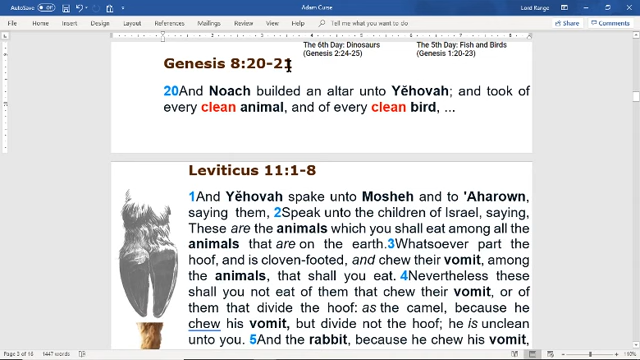 AutoSave Off
Adam Curse
Lord Range
File Home Insert Design Layout References Mailings Review View Help Tell me what you want to do Share Comments
The 6th Day: Dinosaurs The 5th Day: Fish and Birds
(Genesis 2:24-25) (Genesis 1:20-23)
Genesis 8:20-21
20And Noach builded an altar unto Yĕhovah; and took of
every clean animal, and of every clean bird, ...
Leviticus 11:1-8
1And Yĕhovah spake unto Mosheh and to 'Aharown,
saying them, 2Speak unto the children of Israel, saying,
These are the animals which you shall eat among all the
animals that are on the earth.3Whatsoever part the
hoof, and is cloven-footed, and chew their vomit, among
the animals, that shall you eat. 4Nevertheless these
shall you not eat of them that chew their vomit, or of
them that divide the hoof: as the camel, because he
chew his vomit, but divide not the hoof; he is unclean
unto you. 5And the rabbit, because he chew his vomit,
1447 words